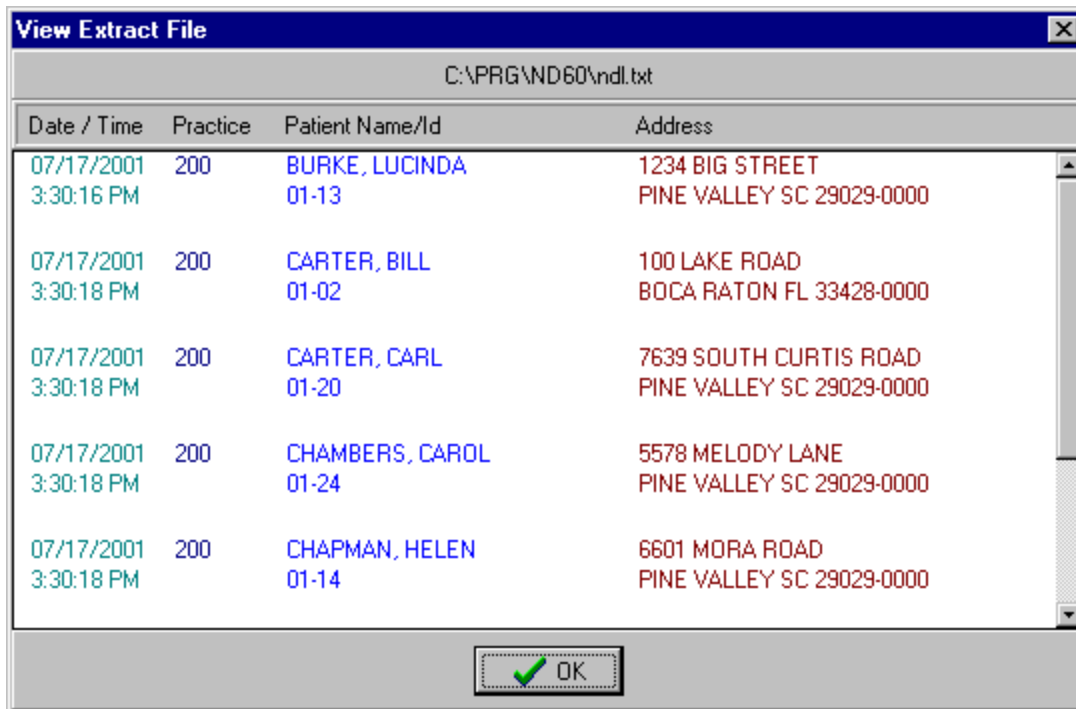 View Extract File
C:\PRG\ND60\ndl.txt
Date / Time Practice Patient Name/Id Address
07/17/2001 200 BURKE, LUCINDA 1234 BIG STREET
3:30:16 PM 01-13 PINE VALLEY SC 29029-0000
07/17/2001 200 CARTER, BILL 100 LAKE ROAD
3:30:18 PM 01-02 BOCA RATON FL 33428-0000
07/17/2001 200 CARTER, CARL 7639 SOUTH CURTIS ROAD
3:30:18 PM 01-20 PINE VALLEY SC 29029-0000
07/17/2001 200 CHAMBERS, CAROL 5578 MELODY LANE
3:30:18 PM 01-24 PINE VALLEY SC 29029-0000
07/17/2001 200 CHAPMAN, HELEN 6601 MORA ROAD
3:30:18 PM 01-14 PINE VALLEY SC 29029-0000
OK